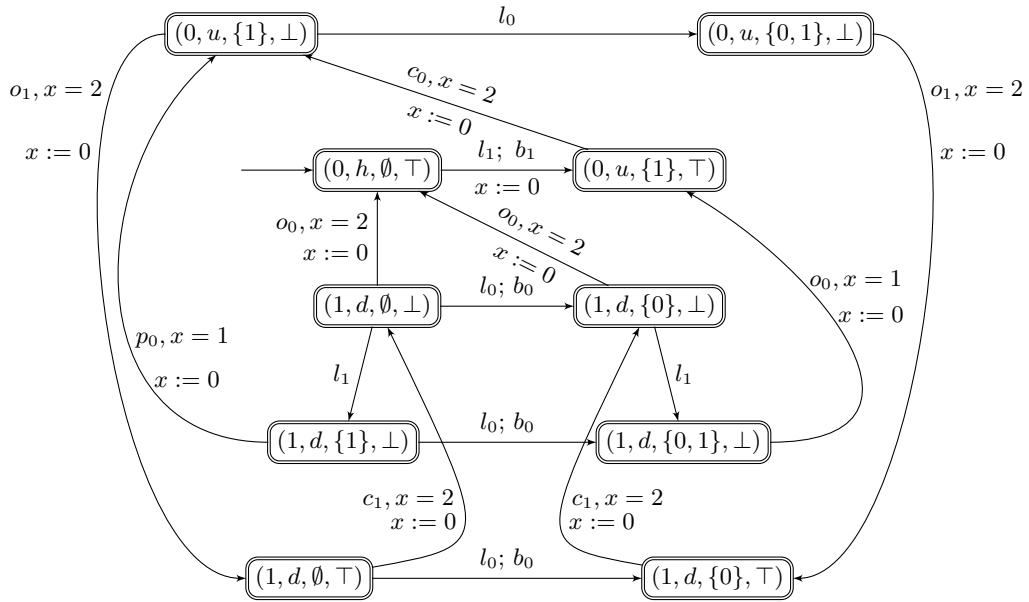 (0, u, {1}, ⊥)
l₀
(0, u, {0, 1}, ⊥)
o₁, x = 2
x := 0
o₁, x = 2
x := 0
c₀, x = 2
x := 0
(0, h, ∅, ⊤)
l₁; b₁
x := 0
(0, u, {1}, ⊤)
o₀, x = 2
x := 0
o₀, x = 2
x := 0
(1, d, ∅, ⊥)
l₀; b₀
(1, d, {0}, ⊥)
o₀, x = 1
x := 0
p₀, x = 1
x := 0
l₁
l₁
(1, d, {1}, ⊥)
l₀; b₀
(1, d, {0, 1}, ⊥)
c₁, x = 2
x := 0
c₁, x = 2
x := 0
(1, d, ∅, ⊤)
l₀; b₀
(1, d, {0}, ⊤)